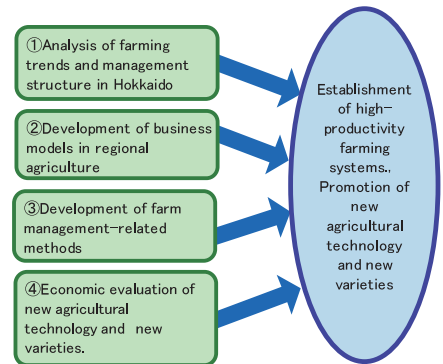 ①Analysis of farming
trends and management
structure in Hokkaido
②Development of business
models in regional
agriculture
③Development of farm
management-related
methods
④Economic evaluation of
new agricultural
technology and new
varieties.
Establishment
of high-
productivity
farming
systems..
Promotion of
new
agricultural
technology
and new
varieties